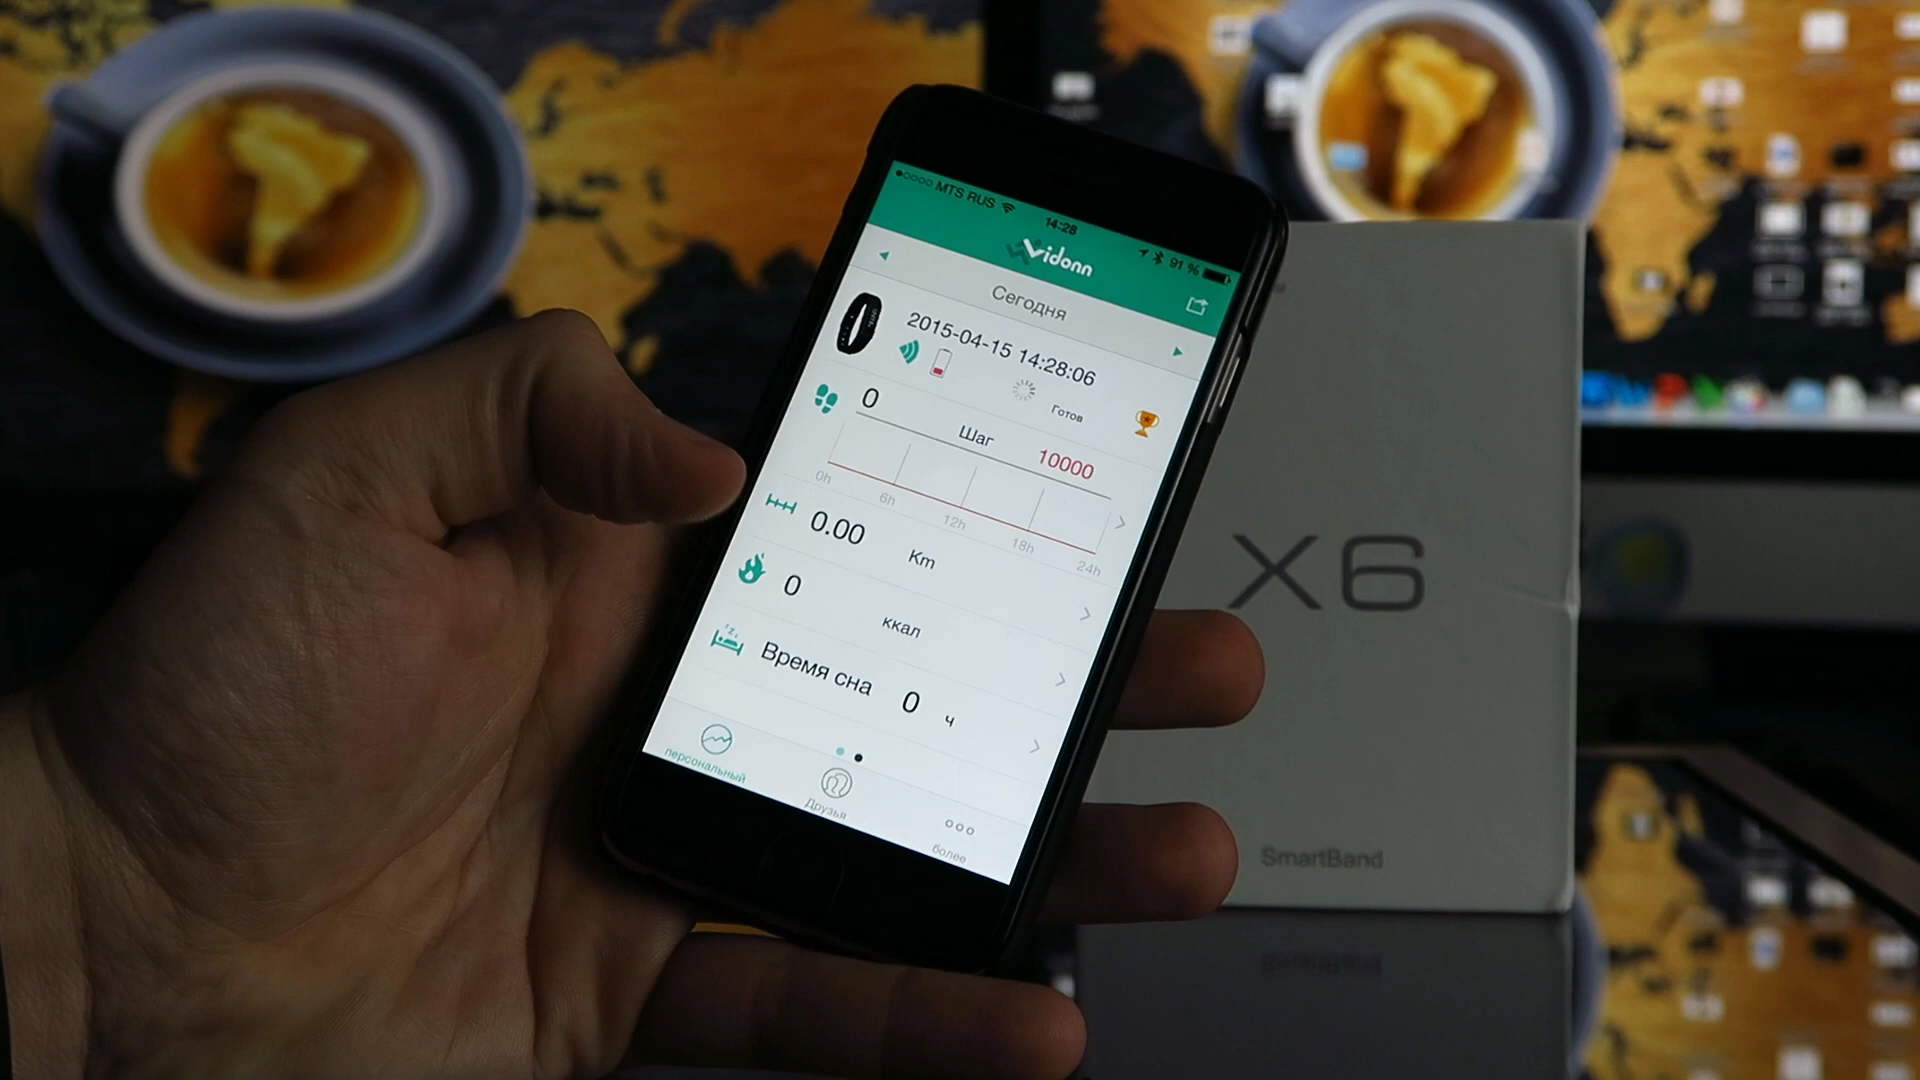 MTS RUS
14:28
91 %
Vidonn
Сегодня
2015-04-15 14:28:06
Готов
0
Шаг
10000
0h
6h
12h
18h
24h
0.00
Km
0
ккал
Время сна
0
ч
персональный
Друзья
более
X6
SmartBand